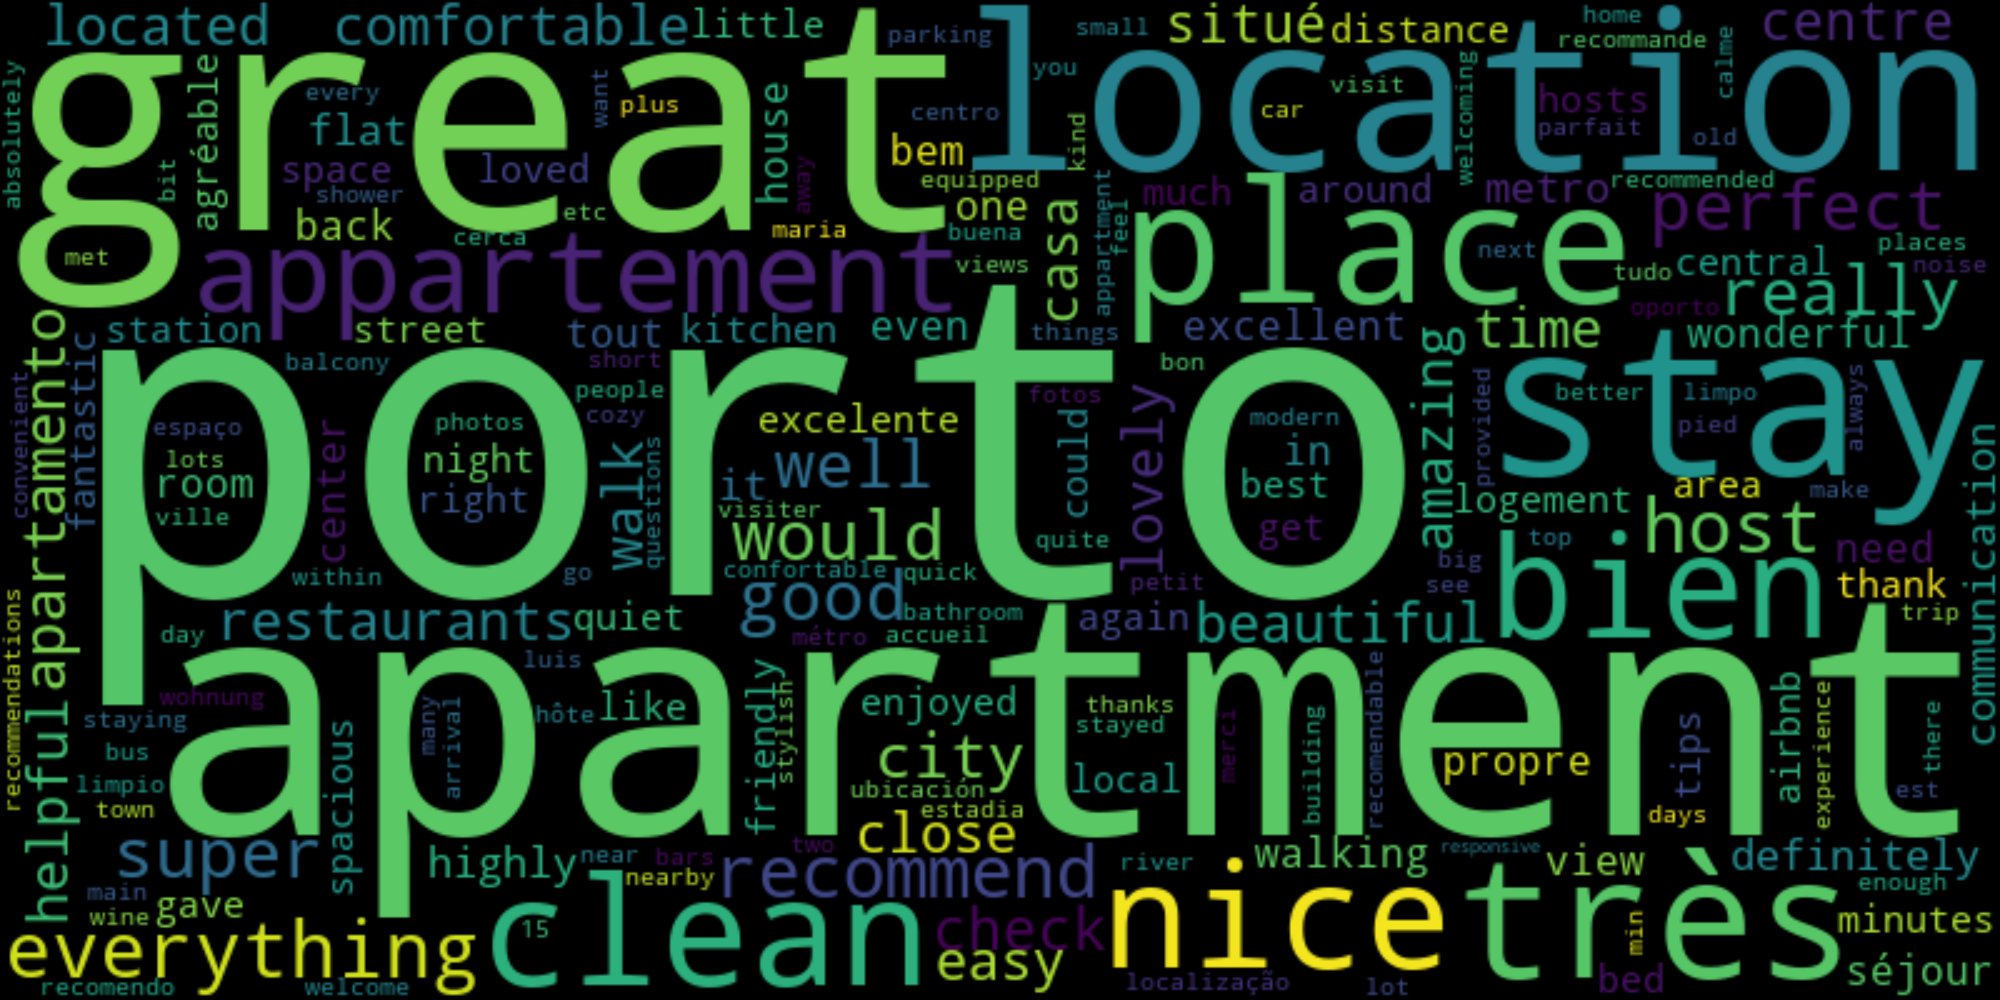 located comfortable little parking small situé distance home recommande centre
great location
absolutely agréable bit every flat want plus house centro you visit car welcoming hosts parfait calme old
space shower loved back etc cerca away maria bem equipped one buena kind
met appartement views casa appartment feel much place around metro recommended perfect
next tudo central places noise oporto really wonderful
station street tout kitchen even things excellent time
apartamento fantastic convenient balcony short people cozy fotos bon amazing stay
porto
espaço lots room ville center photos night right walk questions excelente well it visiter would could quite lovely modern in best get
provided better limpo pied always area make logement host communication
within go confortable quick good petit big see top bien need thank trip
restaurants quiet bathroom métro accueil again beautiful
day luis
apartment
recommendations helpful wohnung staying bus limpio town spacious many arrival hôte like friendly stylish enjoyed city ubicación estadia close thanks stayed local merci building recomendable propre tips days airbnb experience there est
super highly near bars two recommend river walking responsive view definitely enough
main wine gave nearby
everything clean 15 check easy nice très min minutes
recomendo welcome localização lot bed séjour